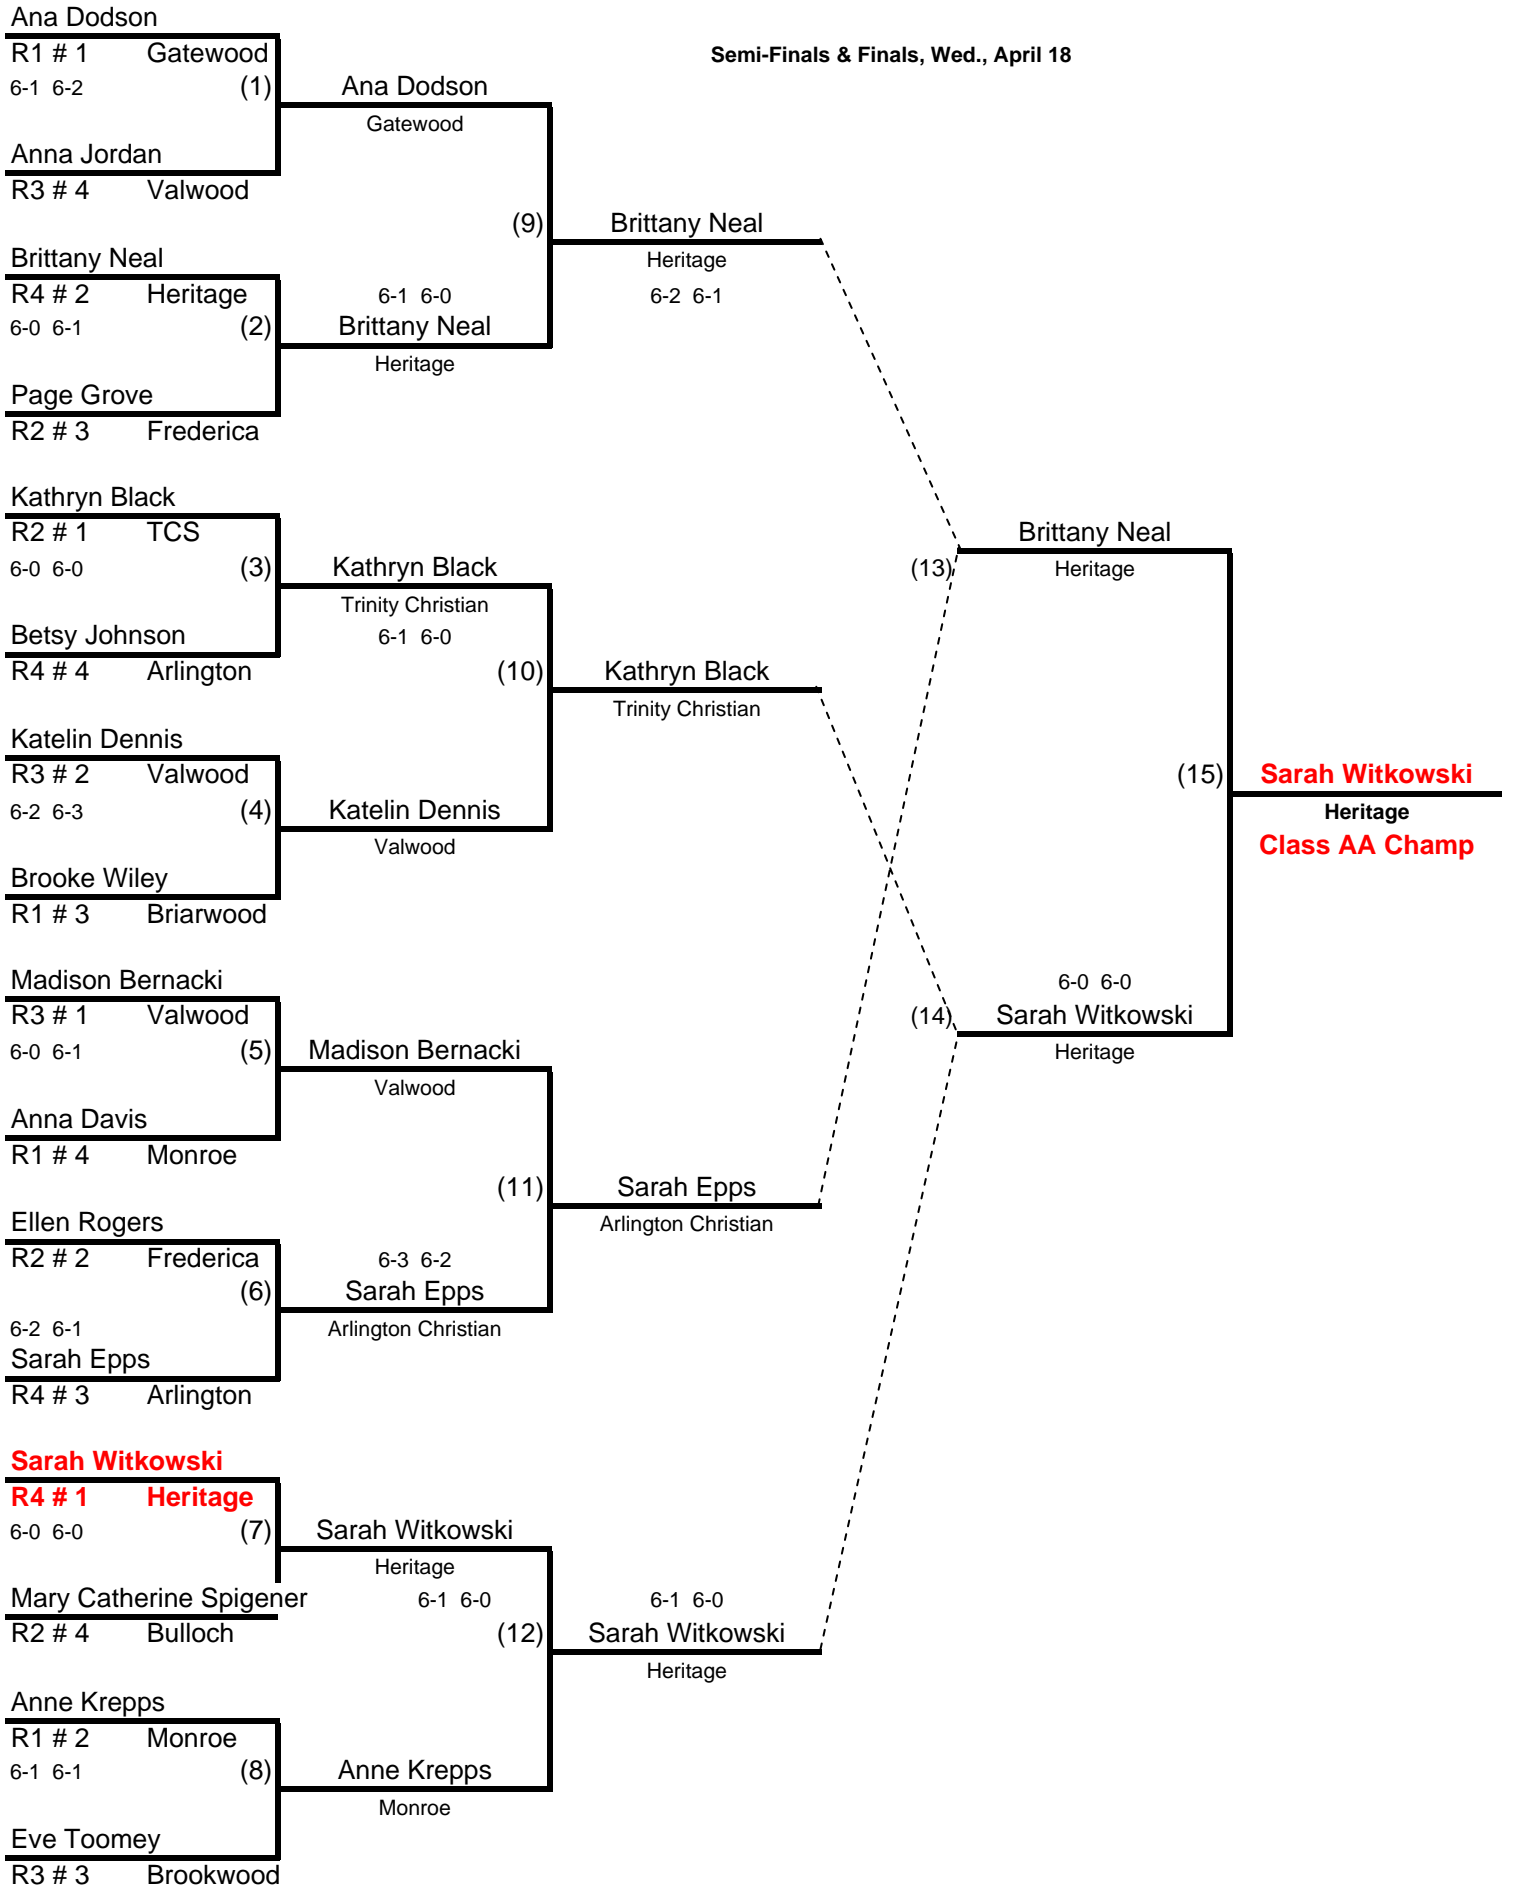 Ana Dodson
R1 # 1 Gatewood
Semi-Finals & Finals, Wed., April 18
6-1 6-2 (1) Ana Dodson
Gatewood
Anna Jordan
R3 # 4 Valwood
(9) Brittany Neal
Brittany Neal
Heritage
R4 # 2 Heritage 6-1 6-0 6-2 6-1
6-0 6-1 (2) Brittany Neal
Heritage
Page Grove
R2 # 3 Frederica
Kathryn Black
R2 # 1 TCS Brittany Neal
6-0 6-0 (3) Kathryn Black (13) Heritage
Trinity Christian
Betsy Johnson 6-1 6-0
R4 # 4 Arlington (10) Kathryn Black
Trinity Christian
Katelin Dennis
R3 # 2 Valwood (15) Sarah Witkowski
6-2 6-3 (4) Katelin Dennis Heritage
Valwood Class AA Champ
Brooke Wiley
R1 # 3 Briarwood
Madison Bernacki 6-0 6-0
R3 # 1 Valwood (14) Sarah Witkowski
6-0 6-1 (5) Madison Bernacki Heritage
Valwood
Anna Davis
R1 # 4 Monroe
(11) Sarah Epps
Ellen Rogers Arlington Christian
R2 # 2 Frederica 6-3 6-2
(6) Sarah Epps
6-2 6-1 Arlington Christian
Sarah Epps
R4 # 3 Arlington
Sarah Witkowski
R4 # 1 Heritage
6-0 6-0 (7) Sarah Witkowski
Heritage
Mary Catherine Spigener 6-1 6-0 6-1 6-0
R2 # 4 Bulloch (12) Sarah Witkowski
Heritage
Anne Krepps
R1 # 2 Monroe
6-1 6-1 (8) Anne Krepps
Monroe
Eve Toomey
R3 # 3 Brookwood